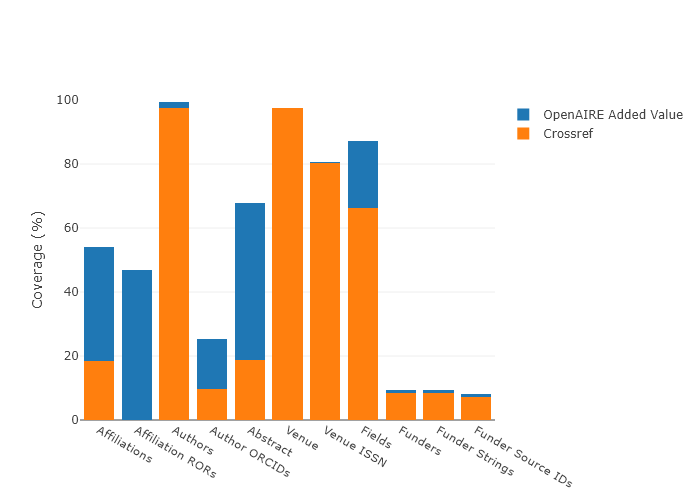 OpenAIRE Added Value
Crossref
Coverage (%)
100
80
60
40
20
0
Affiliations
Affiliation RORs
Authors
Author ORCIDs
Abstract
Venue
Venue ISSN
Fields
Funders
Funder Strings
Funder Source IDs